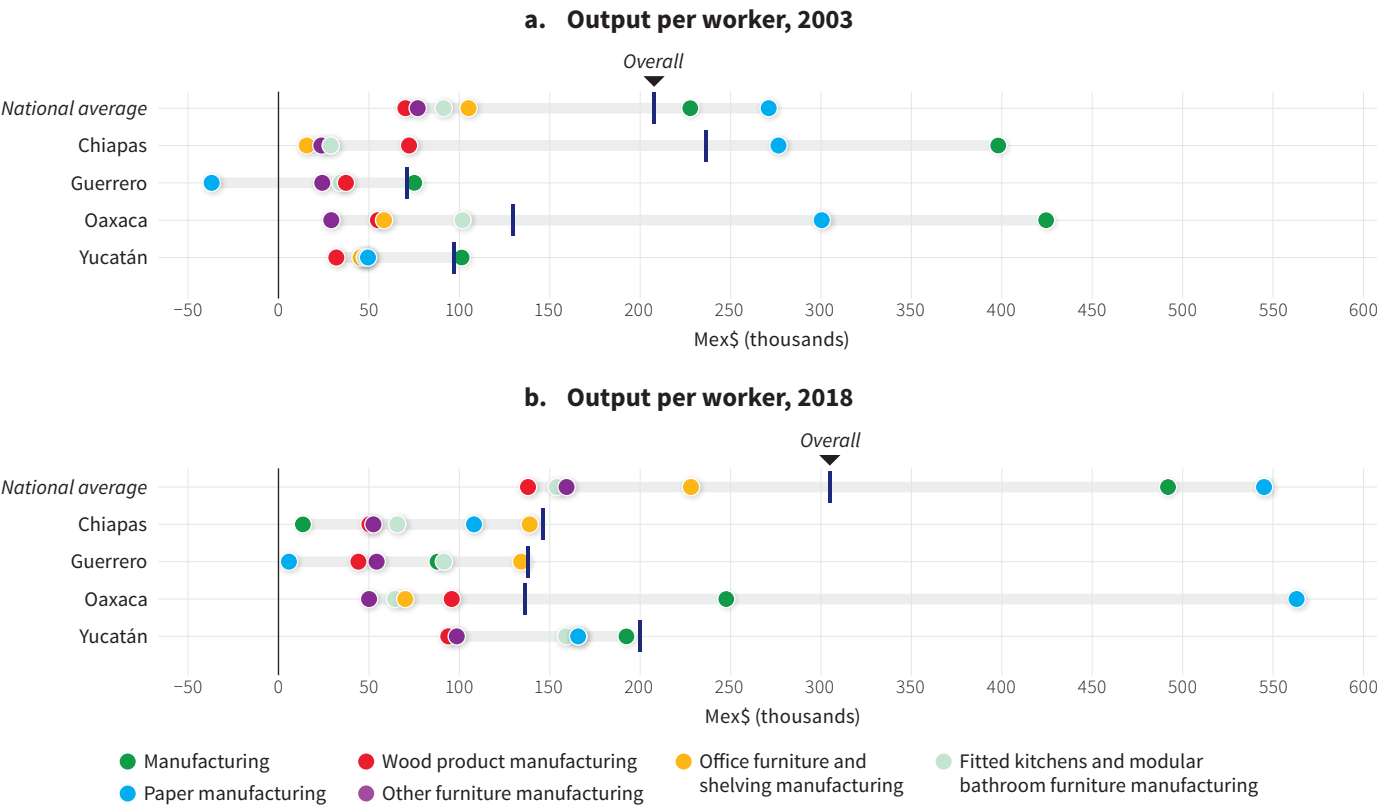 a. Output per worker, 2003
Overall
National average
Chiapas
Guerrero
Oaxaca
Yucatán
−50 0 50 100 150 200 250 300 350 400 450 500 550 600
Mex$ (thousands)
b. Output per worker, 2018
Overall
National average
Chiapas
Guerrero
Oaxaca
Yucatán
−50 0 50 100 150 200 250 300 350 400 450 500 550 600
Mex$ (thousands)
Manufacturing
Paper manufacturing
Wood product manufacturing
Other furniture manufacturing
Office furniture and
shelving manufacturing
Fitted kitchens and modular
bathroom furniture manufacturing